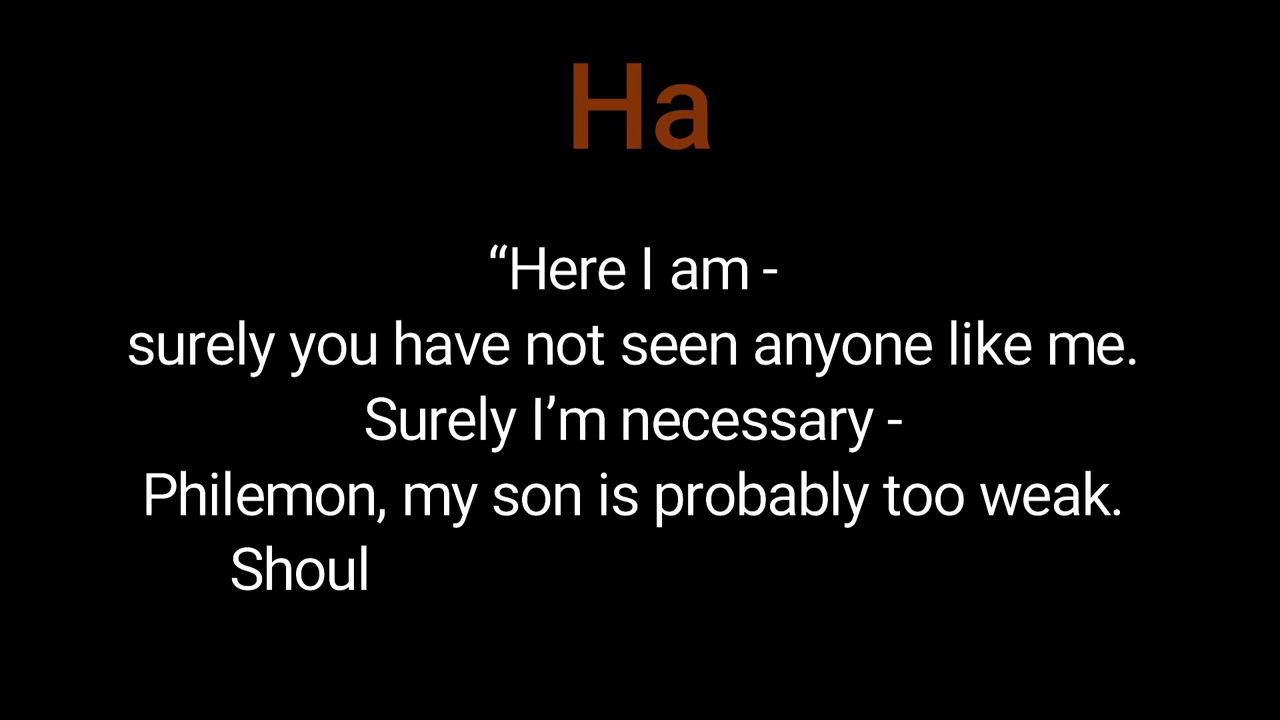 Ha
“Here I am -
surely you have not seen anyone like me.
Surely I’m necessary -
Philemon, my son is probably too weak.
Shoul